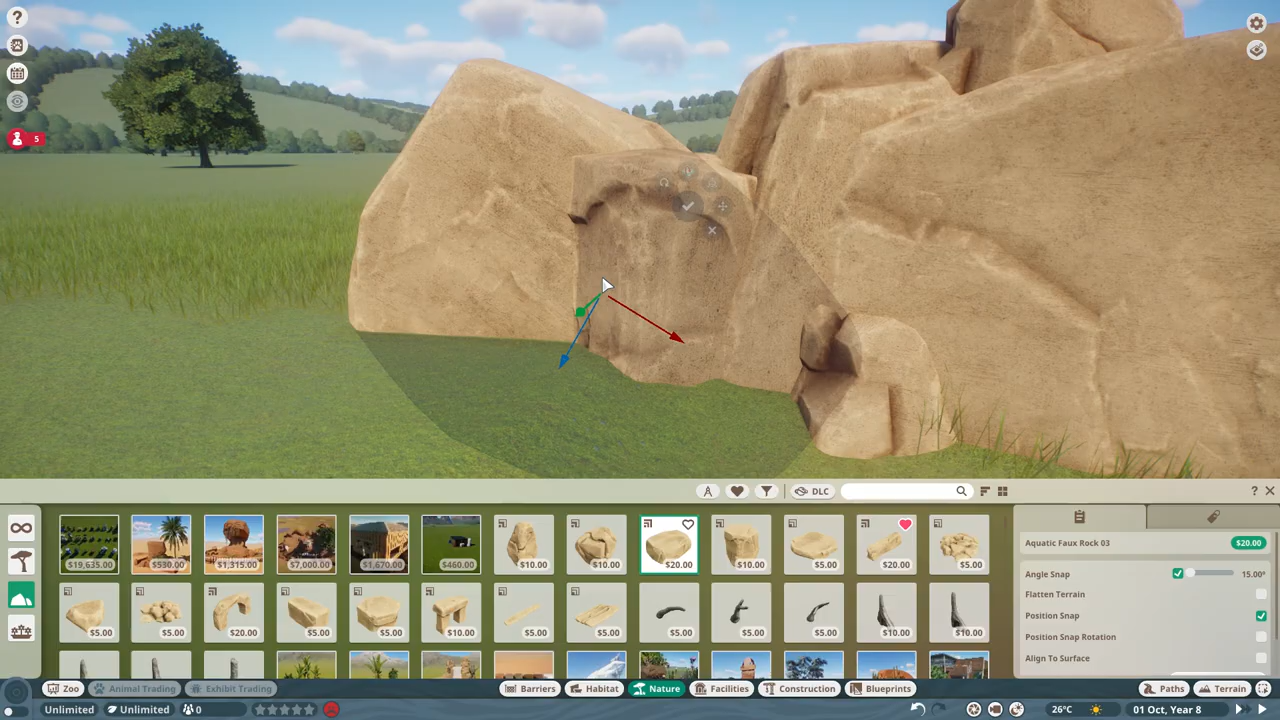 ?
5
DLC
? ×
$19,635.00 $530.00 $1,315.00 $7,000.00 $1,670.00 $460.00 $10.00 $10.00 $20.00 $10.00 $5.00 $20.00 $5.00
Aquatic Faux Rock 03 $20.00
Angle Snap 15.00°
Flatten Terrain
Position Snap
Position Snap Rotation
Align To Surface
$5.00 $5.00 $20.00 $5.00 $5.00 $10.00 $5.00 $5.00 $5.00 $5.00 $5.00 $10.00 $10.00
Zoo Animal Trading Exhibit Trading Barriers Habitat Nature Facilities Construction Blueprints Paths Terrain
Unlimited Unlimited 0 26°C 01 Oct, Year 8